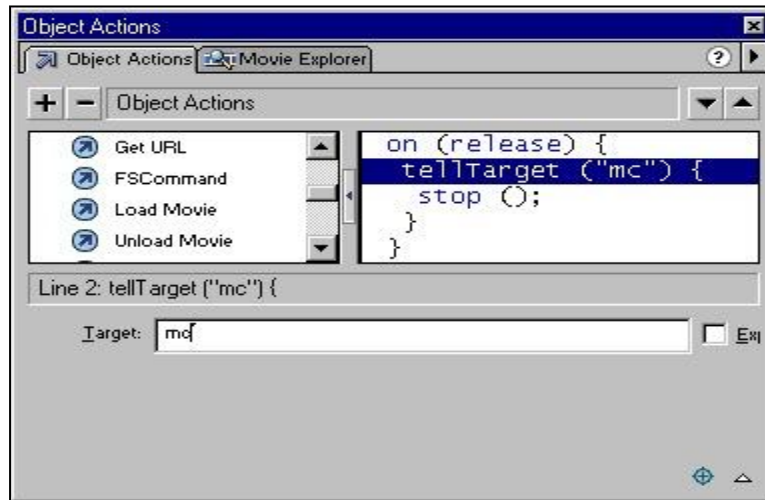 Object Actions
Object Actions Movie Explorer
Object Actions
Get URL
FSCommand
Load Movie
Unload Movie
on (release) {
tellTarget ("mc") {
stop ();
}
}
Line 2: tellTarget ("mc") {
Target: mc